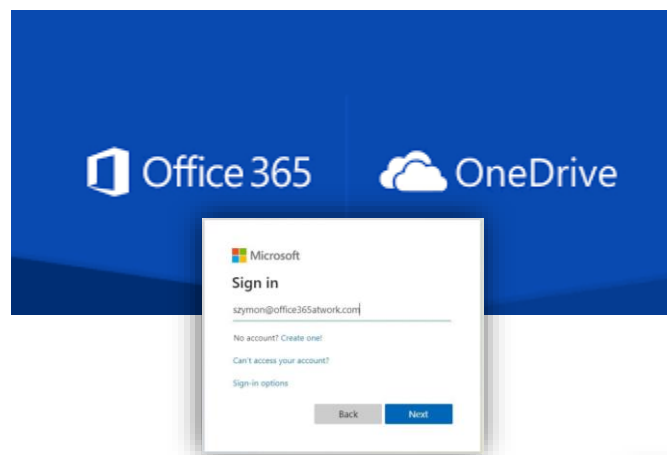 Office 365
OneDrive
Microsoft
Sign in
szymon@office365atwork.com
No account? Create one!
Can't access your account?
Sign-in options
Back
Next